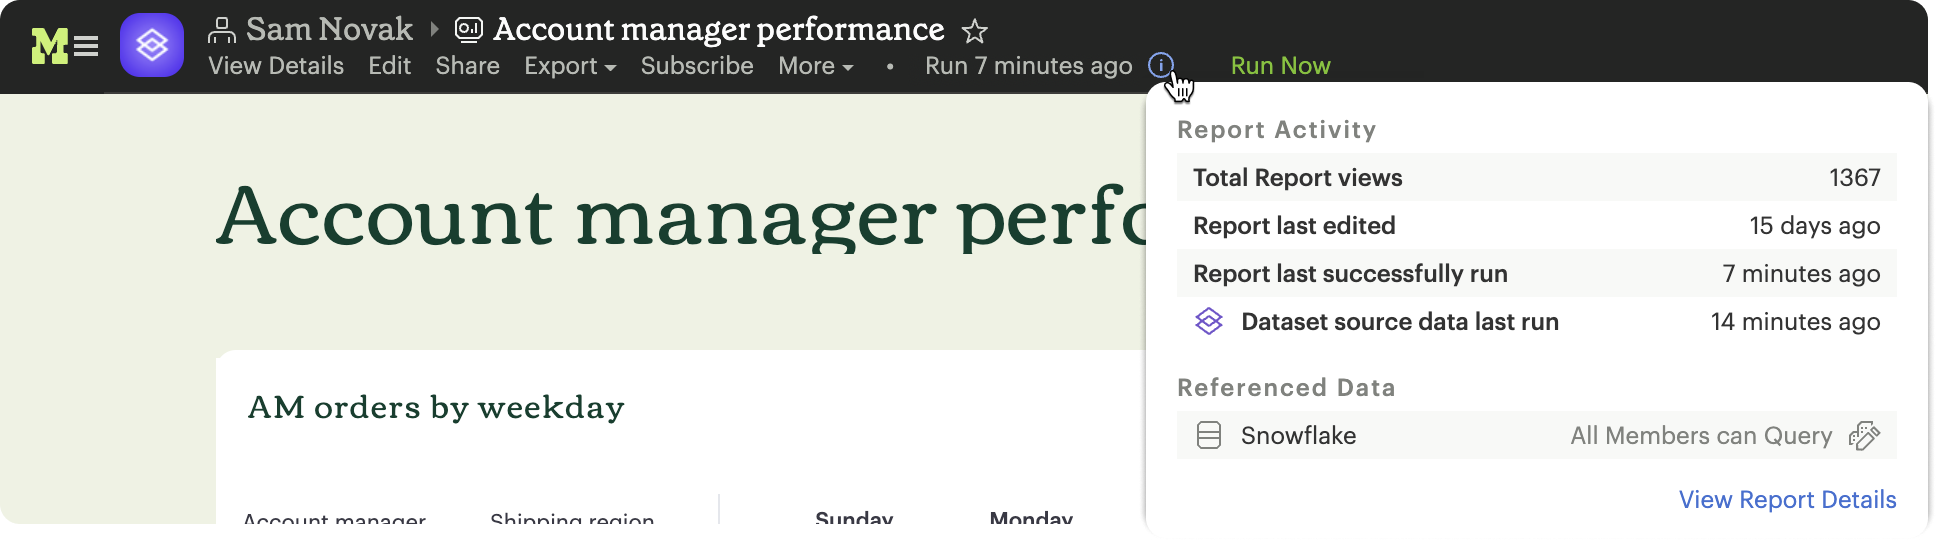 M
Sam Novak Account manager performance
View Details Edit Share Export More Subscribe • Run 7 minutes ago Run Now
Account manager perfo
Report Activity
Total Report views 1367
Report last edited 15 days ago
Report last successfully run 7 minutes ago
Dataset source data last run 14 minutes ago
Referenced Data
Snowflake All Members can Query
View Report Details
AM orders by weekday
Account manager Shipping region Sunday Monday